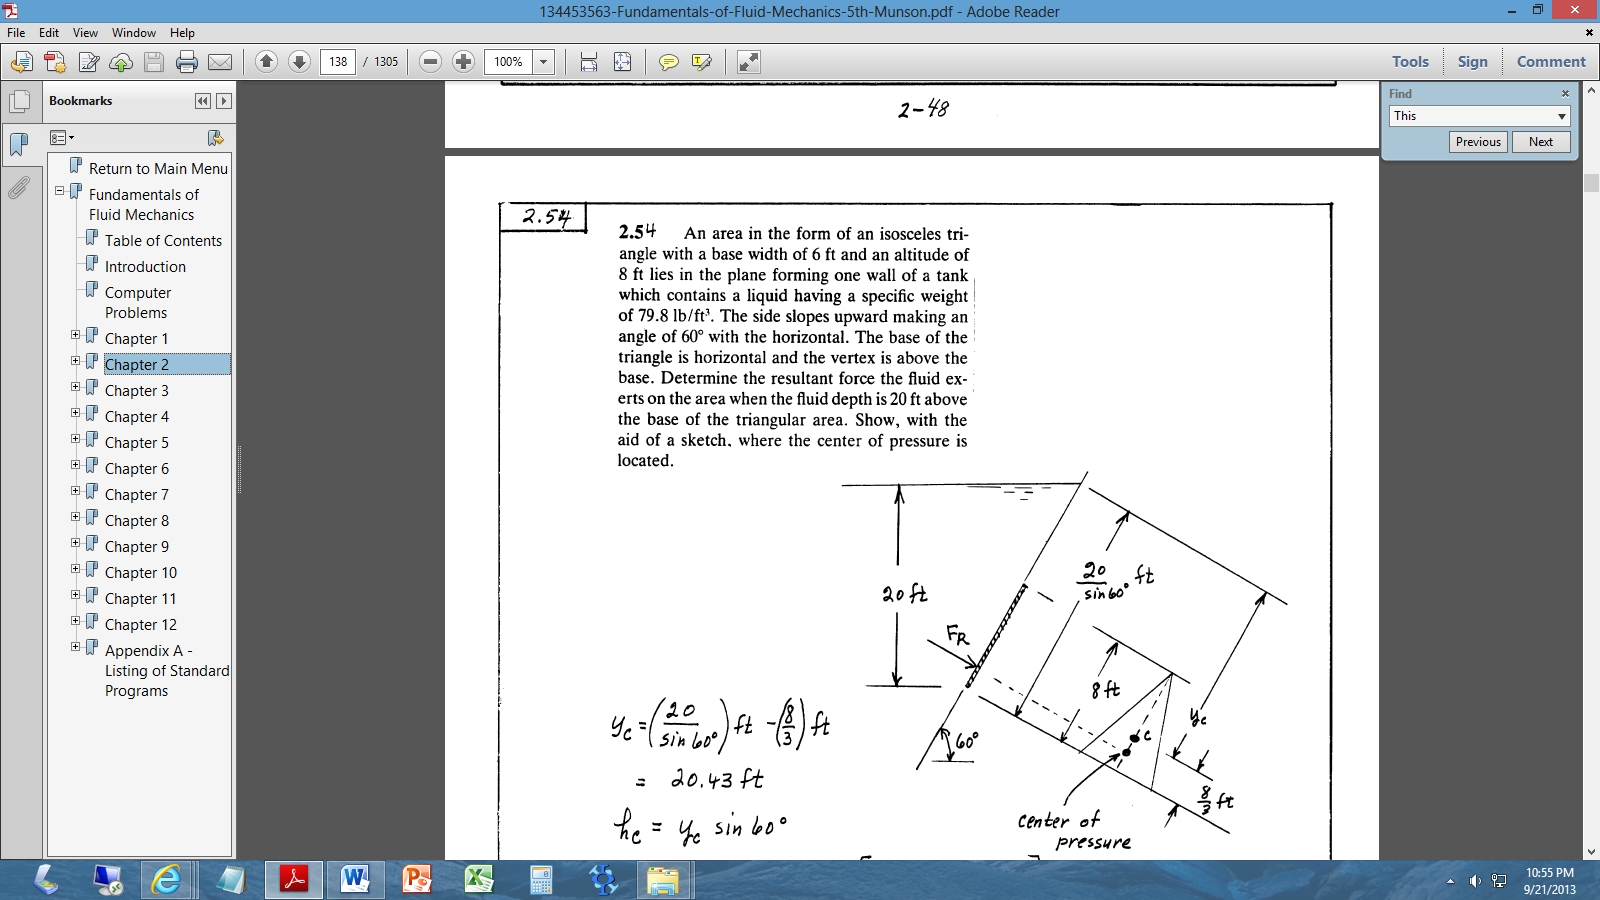 134453563-Fundamentals-of-Fluid-Mechanics-5th-Munson.pdf - Adobe Reader
File Edit View Window Help
138 / 1305
100%
Tools Sign Comment
Bookmarks
Return to Main Menu
Fundamentals of
Fluid Mechanics
Table of Contents
Introduction
Computer
Problems
Chapter 1
Chapter 2
Chapter 3
Chapter 4
Chapter 5
Chapter 6
Chapter 7
Chapter 8
Chapter 9
Chapter 10
Chapter 11
Chapter 12
Appendix A -
Listing of Standard
Programs
Find
This
Previous Next
2-48
2.54
2.54 An area in the form of an isosceles tri-
angle with a base width of 6 ft and an altitude of
8 ft lies in the plane forming one wall of a tank
which contains a liquid having a specific weight
of 79.8 lb/ft³. The side slopes upward making an
angle of 60° with the horizontal. The base of the
triangle is horizontal and the vertex is above the
base. Determine the resultant force the fluid ex-
erts on the area when the fluid depth is 20 ft above
the base of the triangular area. Show, with the
aid of a sketch, where the center of pressure is
located.
20 ft
20/sin 60° ft
FR
8 ft
yc
c
60°
8/3 ft
center of
pressure
yc = (20/sin 60°) ft - (8/3) ft
= 20.43 ft
hc = yc sin 60°
10:55 PM
9/21/2013